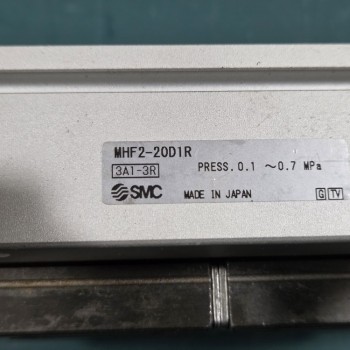 MHF2-20D1R
3A1-3R PRESS. 0.1 ~0.7 MPa
SMC MADE IN JAPAN G TV